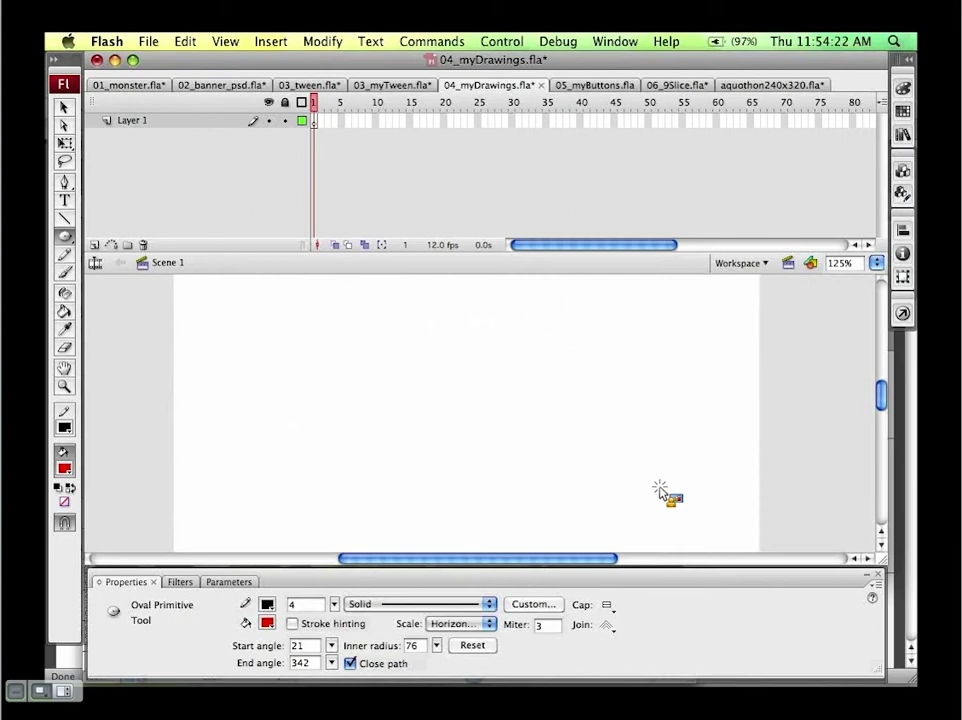 Flash File Edit View Insert Modify Text Commands Control Debug Window Help (97%) Thu 11:54:22 AM
04_myDrawings.fla*
Fl
01_monster.fla* 02_banner_psd.fla* 03_tween.fla* 03_myTween.fla* 04_myDrawings.fla* 05_myButtons.fla 06_9Slice.fla* aquothon240x320.fla*
1 5 10 15 20 25 30 35 40 45 50 55 60 65 70 75 80
Layer 1
1 12.0 fps 0.0s
Scene 1 Workspace 125%
Properties × Filters Parameters
Oval Primitive Tool 4 Solid Custom... Cap:
Stroke hinting Scale: Horizon... Miter: 3 Join:
Start angle: 21 Inner radius: 76 Reset
End angle: 342 Close path
Done